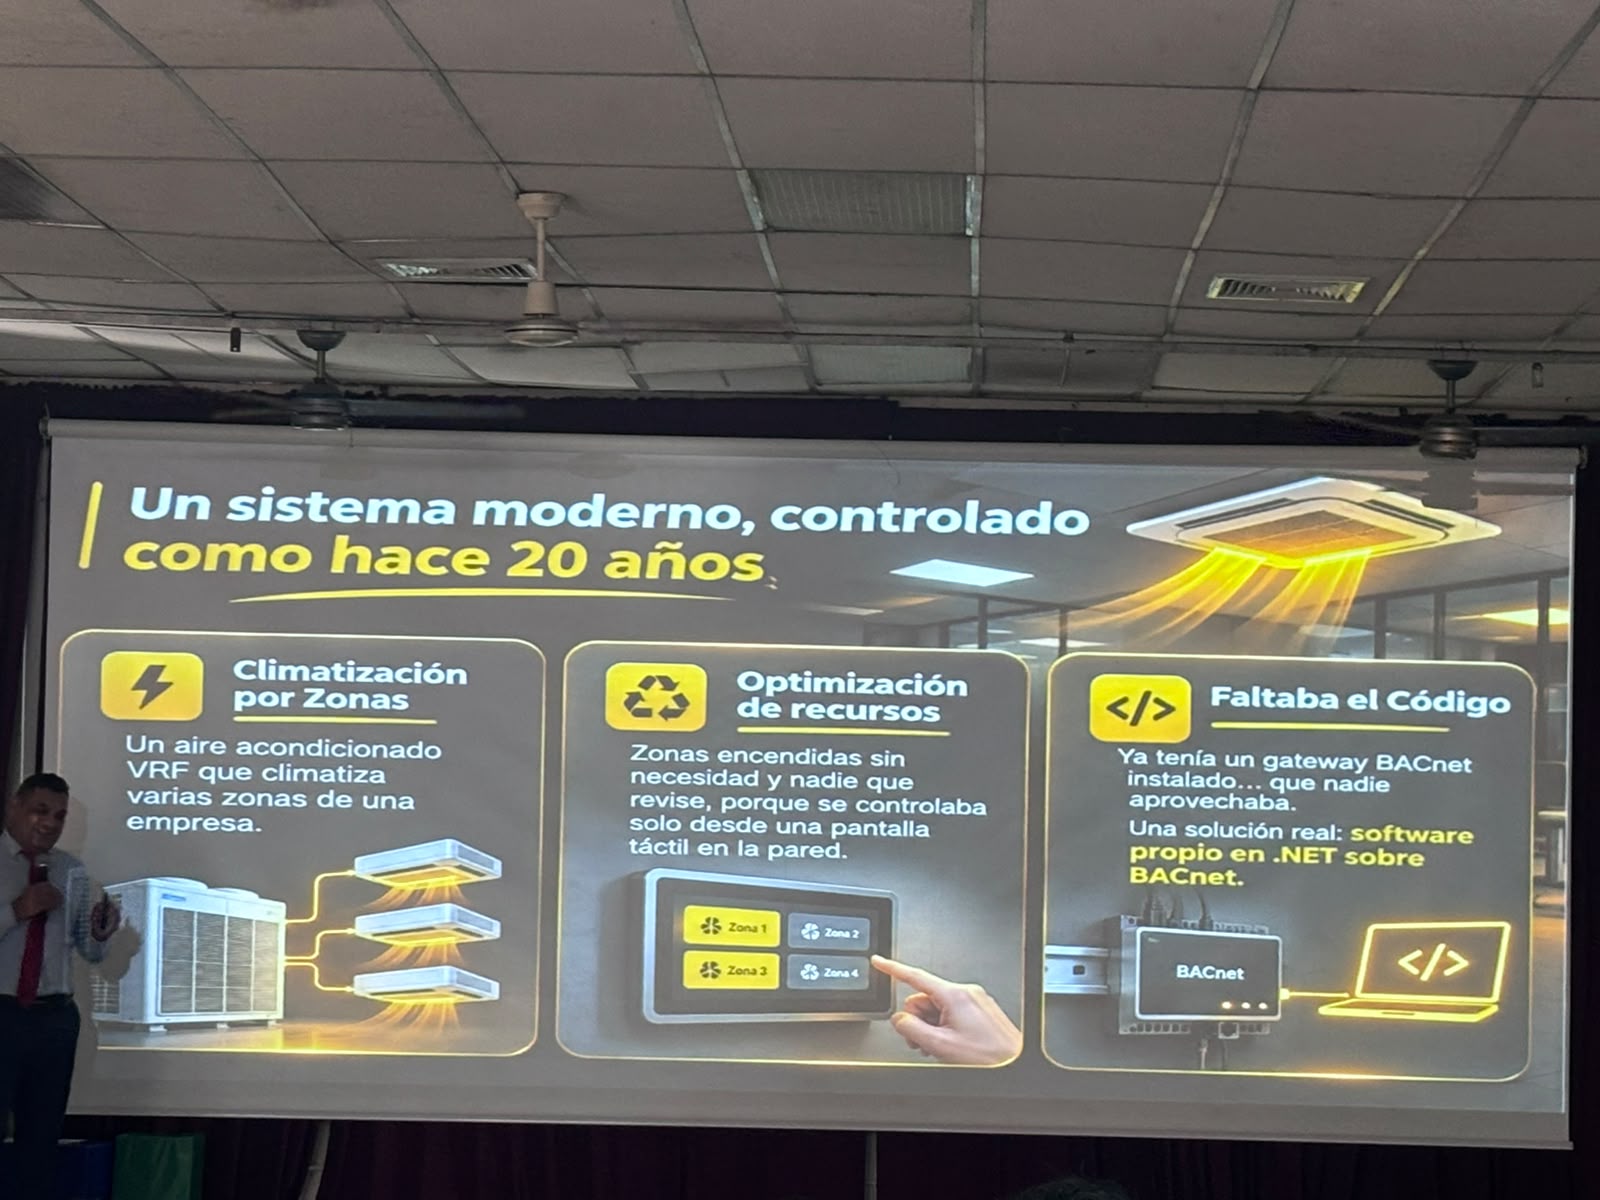 Un sistema moderno, controlado
como hace 20 años
Climatización
por Zonas
Un aire acondicionado
VRF que climatiza
varias zonas de una
empresa.
Optimización
de recursos
Zonas encendidas sin
necesidad y nadie que
revise, porque se controlaba
solo desde una pantalla
táctil en la pared.
Zona 1
Zona 2
Zona 3
Zona 4
</> Faltaba el Código
Ya tenía un gateway BACnet
instalado... que nadie
aprovechaba.
Una solución real: software
propio en .NET sobre
BACnet.
BACnet
</>